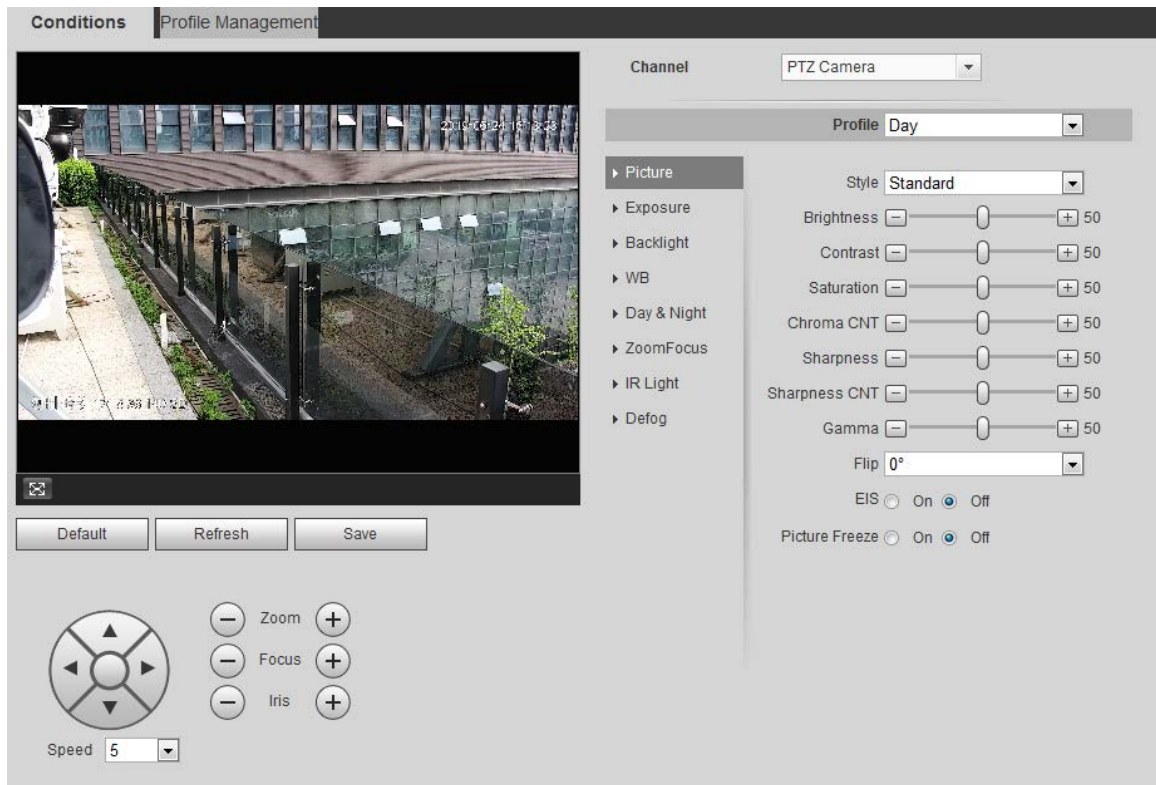 Conditions
Profile Management
Channel
PTZ Camera
Profile
Day
Picture
Exposure
Backlight
WB
Day & Night
ZoomFocus
IR Light
Defog
Style
Standard
Brightness
50
Contrast
50
Saturation
50
Chroma CNT
50
Sharpness
50
Sharpness CNT
50
Gamma
50
Flip
0°
EIS
On
Off
Picture Freeze
On
Off
Default
Refresh
Save
Zoom
Focus
Iris
Speed
5